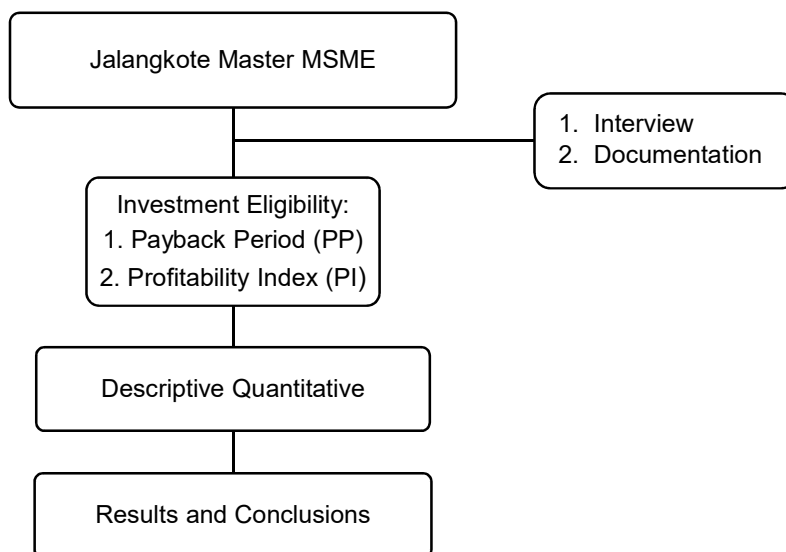 Jalangkote Master MSME
1. Interview
2. Documentation
Investment Eligibility:
1. Payback Period (PP)
2. Profitability Index (PI)
Descriptive Quantitative
Results and Conclusions